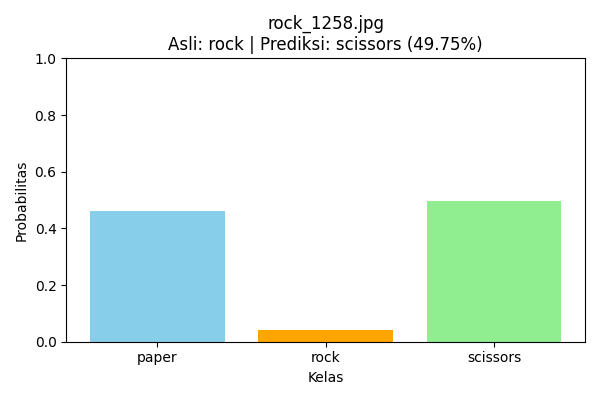 rock_1258.jpg
Asli: rock | Prediksi: scissors (49.75%)
1.0
0.8
0.6
0.4
0.2
0.0
Probabilitas
paper
rock
scissors
Kelas